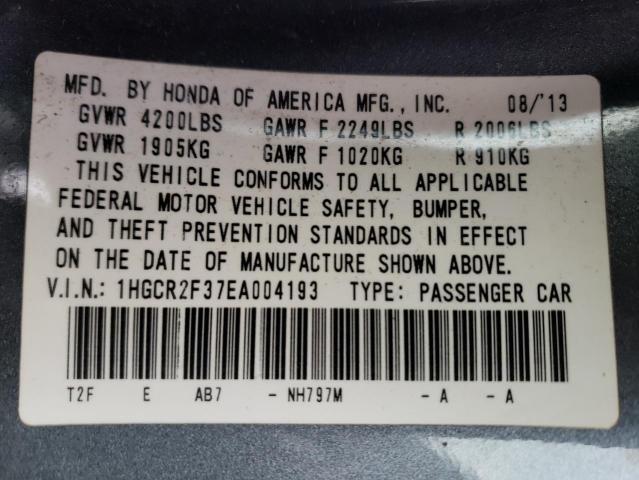 MFD. BY HONDA OF AMERICA MFG., INC. 08/'13
GVWR 4200LBS GAWR F 2249LBS R 2006LBS
GVWR 1905KG GAWR F 1020KG R 910KG
THIS VEHICLE CONFORMS TO ALL APPLICABLE
FEDERAL MOTOR VEHICLE SAFETY, BUMPER,
AND THEFT PREVENTION STANDARDS IN EFFECT
ON THE DATE OF MANUFACTURE SHOWN ABOVE.
V.I.N.: 1HGCR2F37EA004193 TYPE: PASSENGER CAR
T2F E AB7 - NH797M - A - A